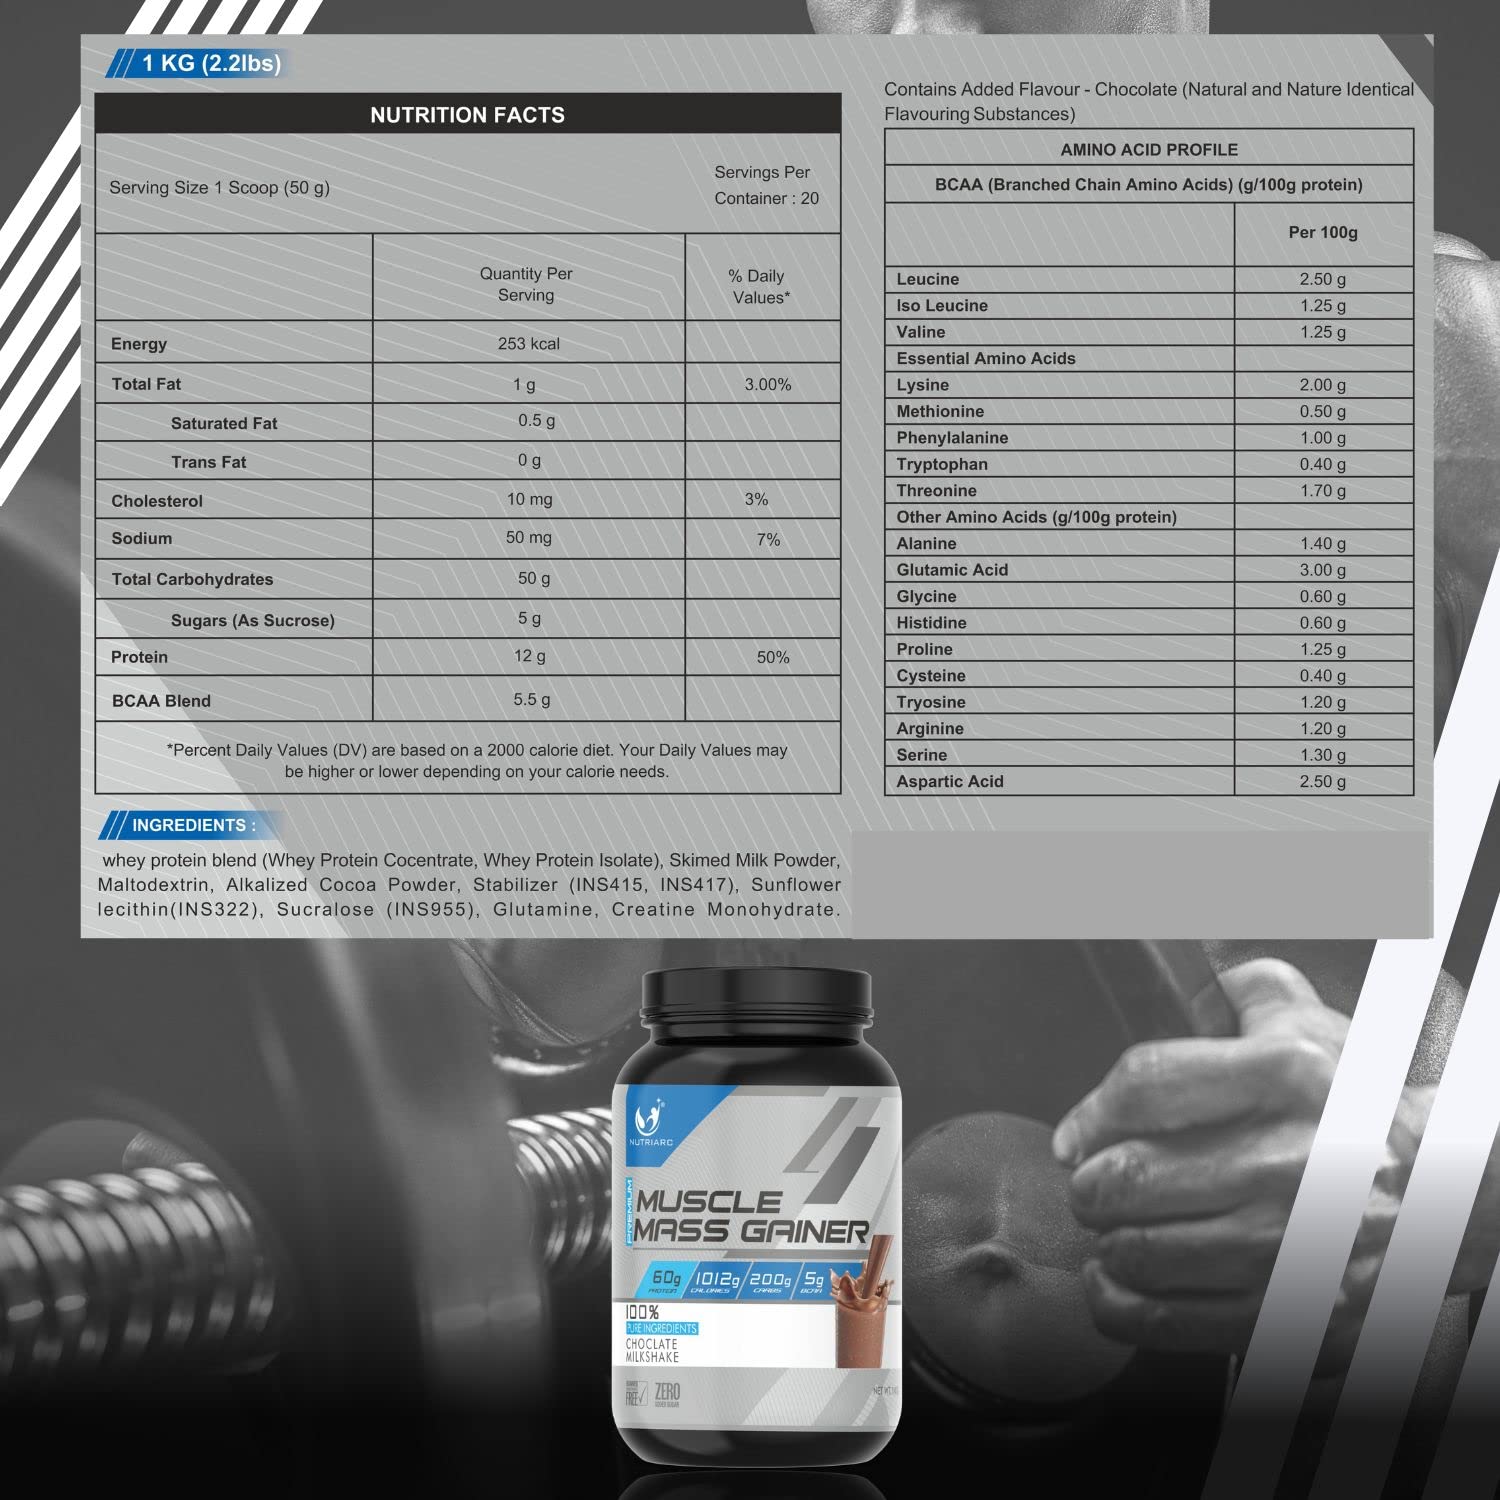 1 KG (2.2lbs)
NUTRITION FACTS
Serving Size 1 Scoop (50 g)
Servings Per
Container : 20
Quantity Per
Serving
% Daily
Values*
Energy 253 kcal
Total Fat 1 g 3.00%
Saturated Fat 0.5 g
Trans Fat 0 g
Cholesterol 10 mg 3%
Sodium 50 mg 7%
Total Carbohydrates 50 g
Sugars (As Sucrose) 5 g
Protein 12 g 50%
BCAA Blend 5.5 g
*Percent Daily Values (DV) are based on a 2000 calorie diet. Your Daily Values may
be higher or lower depending on your calorie needs.
INGREDIENTS :
whey protein blend (Whey Protein Cocentrate, Whey Protein Isolate), Skimed Milk Powder,
Maltodextrin, Alkalized Cocoa Powder, Stabilizer (INS415, INS417), Sunflower
lecithin(INS322), Sucralose (INS955), Glutamine, Creatine Monohydrate.
Contains Added Flavour - Chocolate (Natural and Nature Identical
Flavouring Substances)
AMINO ACID PROFILE
BCAA (Branched Chain Amino Acids) (g/100g protein)
Per 100g
Leucine 2.50 g
Iso Leucine 1.25 g
Valine 1.25 g
Essential Amino Acids
Lysine 2.00 g
Methionine 0.50 g
Phenylalanine 1.00 g
Tryptophan 0.40 g
Threonine 1.70 g
Other Amino Acids (g/100g protein)
Alanine 1.40 g
Glutamic Acid 3.00 g
Glycine 0.60 g
Histidine 0.60 g
Proline 1.25 g
Cysteine 0.40 g
Tryosine 1.20 g
Arginine 1.20 g
Serine 1.30 g
Aspartic Acid 2.50 g
NUTRIARC
PREMIUM
MUSCLE
MASS GAINER
60g 1012g 200g 5g
PROTEIN CALORIES CARBS BCAA
100%
PURE INGREDIENTS
CHOCLATE
MILKSHAKE
FREE
ZERO
ADDED SUGAR
NET WT.